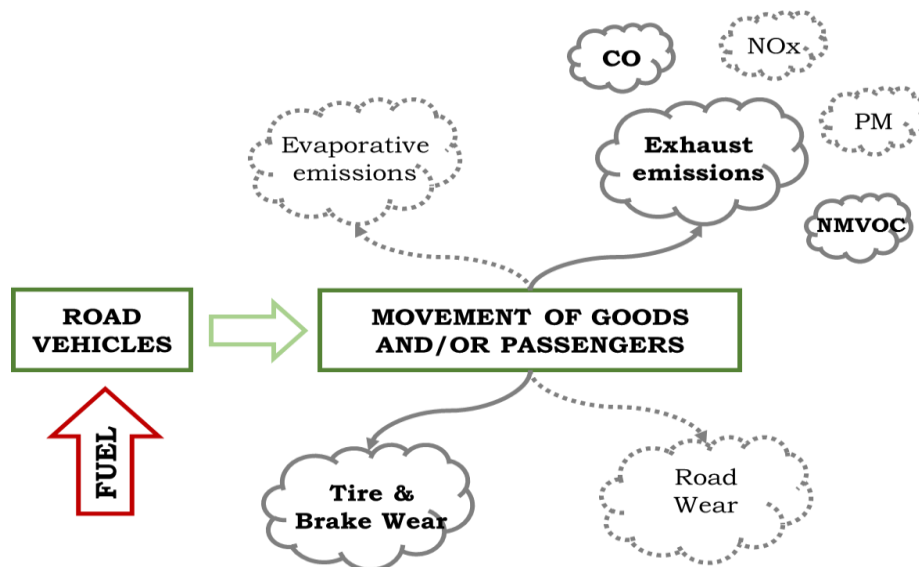 CO
NOx
PM
Exhaust
emissions
NMVOC
Evaporative
emissions
ROAD
VEHICLES
MOVEMENT OF GOODS
AND/OR PASSENGERS
FUEL
Tire &
Brake Wear
Road
Wear